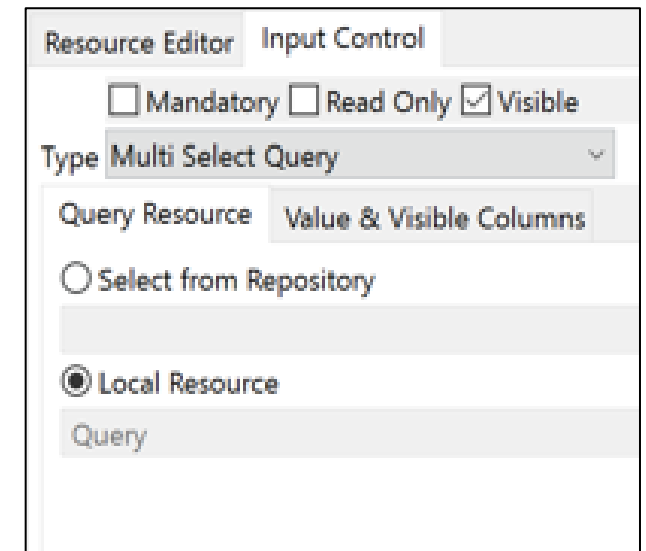 Resource Editor Input Control
Mandatory Read Only Visible
Type Multi Select Query
Query Resource Value & Visible Columns
Select from Repository
Local Resource
Query